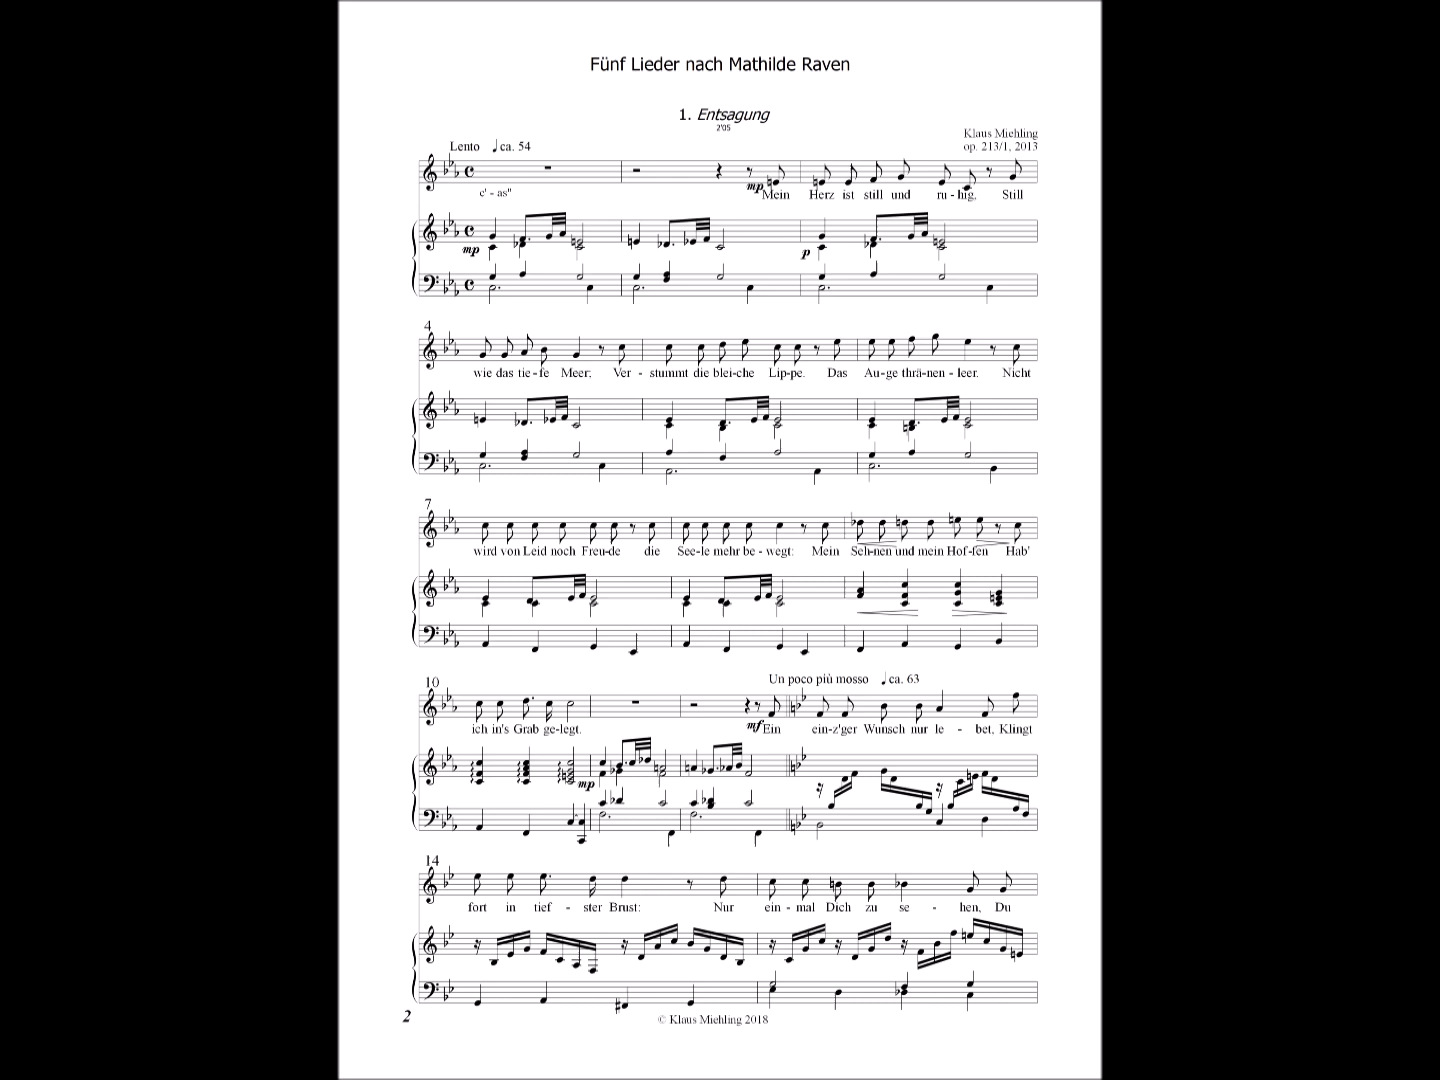 Fünf Lieder nach Mathilde Raven
1. Entsagung
2'05
Klaus Miehling
Lento ♩ ca. 54
op. 213/1, 2013
c' - as"
mp Mein Herz ist still und ru - hig, Still
mp p
4
wie das tie - fe Meer; Ver - stummt die blei - che Lip - pe. Das Au - ge thrä - nen - leer. Nicht
7
wird von Leid noch Freu - de die See - le mehr be - wegt: Mein Seh - nen und mein Hof - fen Hab'
Un poco più mosso ♩ ca. 63
10
ich in's Grab ge - legt. mf Ein ein - z'ger Wunsch nur le - bet, Klingt
mp
14
fort in tief - ster Brust: Nur ein - mal Dich zu se - hen, Du
2
© Klaus Miehling 2018